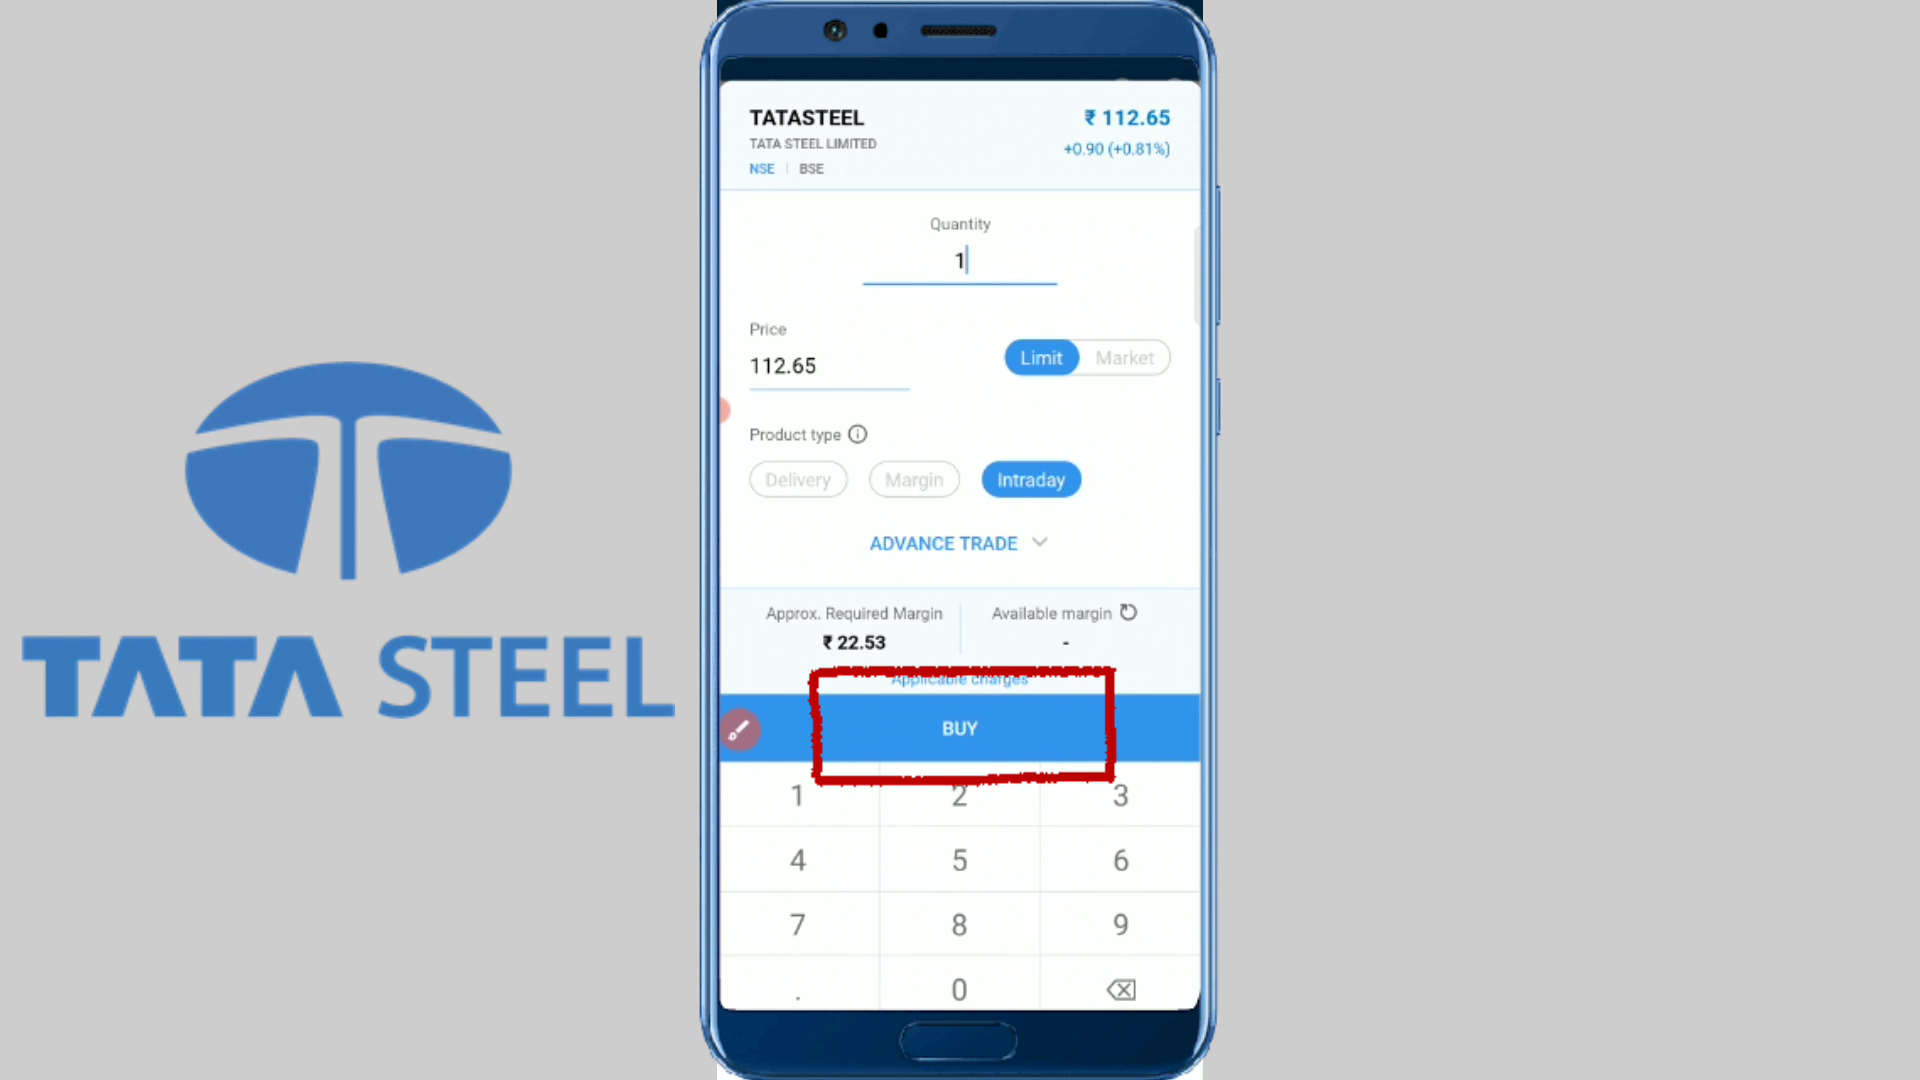 TATA STEEL
TATASTEEL
₹ 112.65
TATA STEEL LIMITED
+0.90 (+0.81%)
NSE | BSE
Quantity
1
Price
112.65
Limit
Market
Product type
Delivery
Margin
Intraday
ADVANCE TRADE
Approx. Required Margin
₹ 22.53
Available margin
-
Applicable charges
BUY
1 2 3
4 5 6
7 8 9
. 0